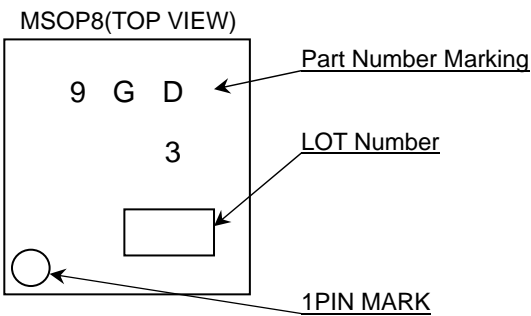 MSOP8(TOP VIEW)
Part Number Marking
9 G D
LOT Number
3
1PIN MARK